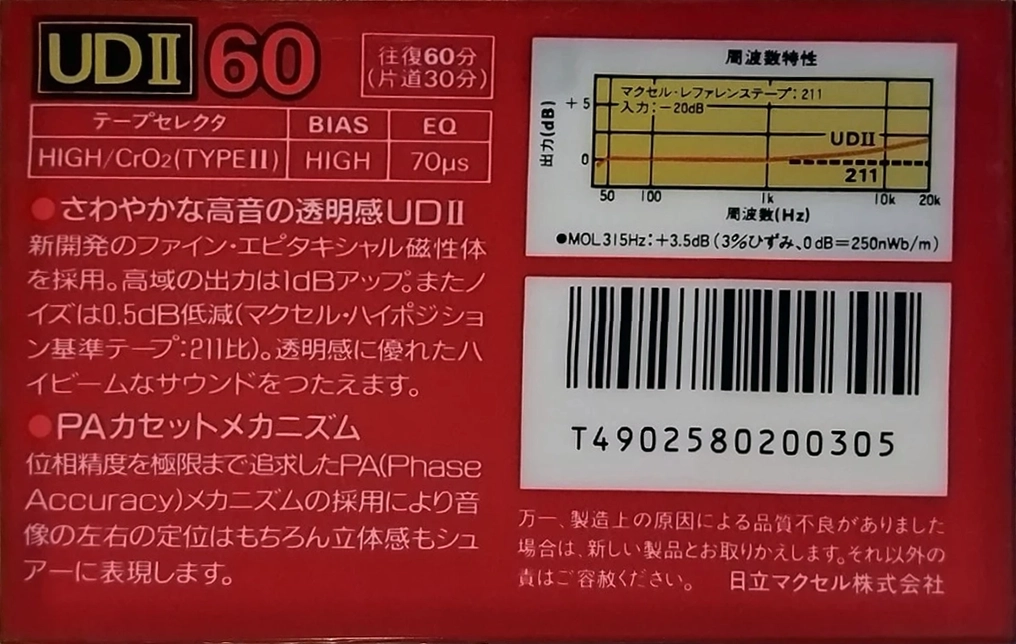 UDⅡ 60
往復60分
(片道30分)
テープセレクタ BIAS EQ
HIGH/CrO₂(TYPEⅡ) HIGH 70μs
●さわやかな高音の透明感UDⅡ
新開発のファイン・エピタキシャル磁性体
を採用。高域の出力は1dBアップ。またノ
イズは0.5dB低減(マクセル・ハイポジショ
ン基準テープ:211比)。透明感に優れたハ
イビームなサウンドをつたえます。
●PAカセットメカニズム
位相精度を極限まで追求したPA(Phase
Accuracy)メカニズムの採用により音
像の左右の定位はもちろん立体感もシュ
アーに表現します。
周波数特性
マクセル・レファレンステープ:211
入力:－20dB
出力(dB)
+5
0
UDⅡ
211
50 100 1k 10k 20k
周波数(Hz)
●MOL315Hz:+3.5dB(3%ひずみ、0dB=250nWb/m)
T4902580200305
万一、製造上の原因による品質不良がありました
場合は、新しい製品とお取りかえします。それ以外の
責はご容赦ください。 日立マクセル株式会社